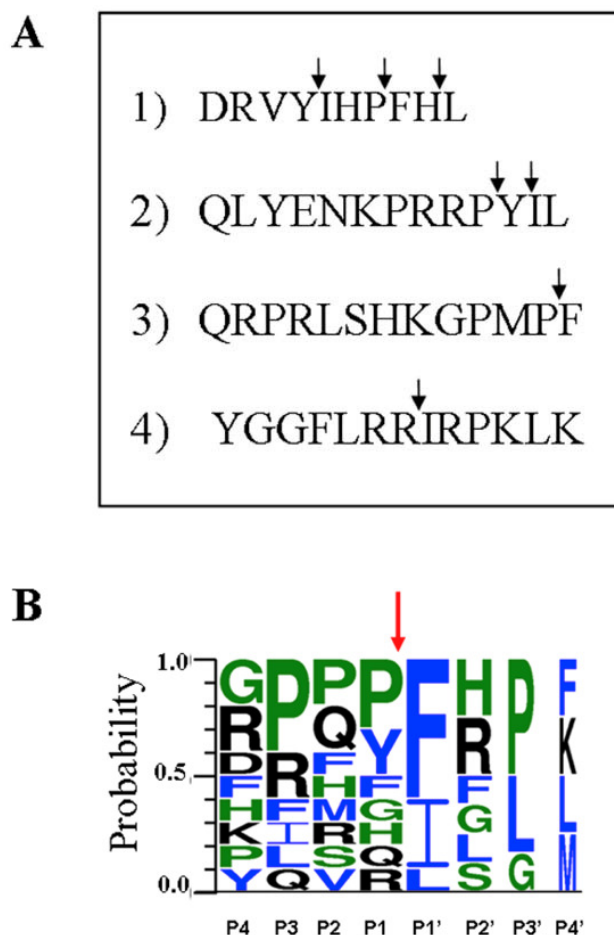 A
1) DRVYIHPFHL
2) QLYENKPRRPYIL
3) QRPRLSHKGPMPF
4) YGGFLRRIRPKLK
B
Probability
1.0
0.5
0.0
G P P P F H P F
R R Q Y I R L K
D F F F L F G L
F I H G G M
H L M H L
K Q R Q S
P S R
Y V
P4 P3 P2 P1 P1' P2' P3' P4'